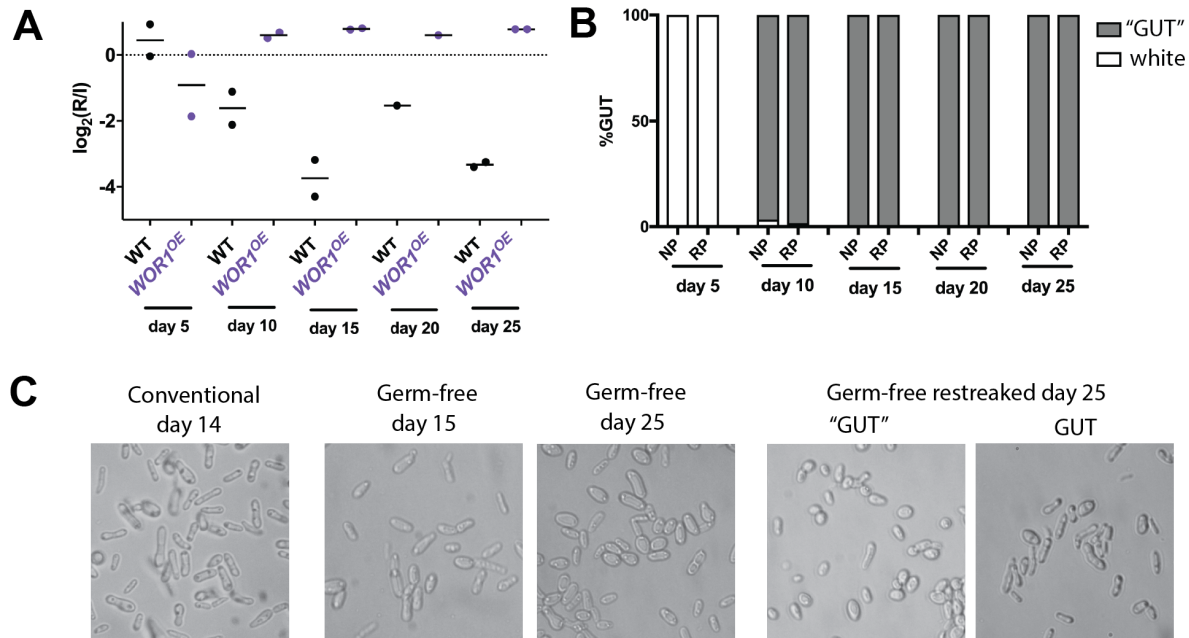 A
log2(R/I)
0
-2
-4
WT
WOR1OE
WT
WOR1OE
WT
WOR1OE
WT
WOR1OE
WT
WOR1OE
day 5
day 10
day 15
day 20
day 25
B
%GUT
100
50
0
“GUT”
white
NP
RP
NP
RP
NP
RP
NP
RP
NP
RP
day 5
day 10
day 15
day 20
day 25
C
Conventional
day 14
Germ-free
day 15
Germ-free
day 25
Germ-free restreaked day 25
“GUT”
GUT